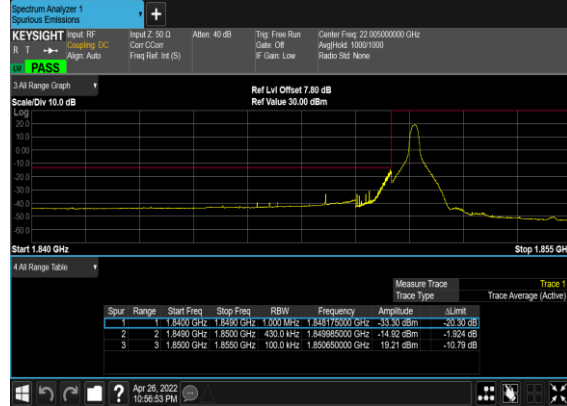 Spectrum Analyzer 1
Spurious Emissions
+
KEYSIGHT Input: RF Input Z: 50 Ω Atten: 40 dB Trig: Free Run Center Freq: 22.005000000 GHz
R T Coupling: DC Corr CCorr Gate: Off Avg|Hold: 1000/1000
Align: Auto Freq Ref: Int (S) IF Gain: Low Radio Std: None
PASS
3 All Range Graph
Ref Lvl Offset 7.80 dB
Scale/Div 10.0 dB Ref Value 30.00 dBm
Log
20.0
10.0
0.00
-10.0
-20.0
-30.0
-40.0
-50.0
-60.0
Start 1.840 GHz Stop 1.855 GH
4 All Range Table
Measure Trace Trace 1
Trace Type Trace Average (Active)
Spur Range Start Freq Stop Freq RBW Frequency Amplitude ΔLimit
1 1 1.8400 GHz 1.8490 GHz 1.000 MHz 1.848175000 GHz -33.30 dBm -20.30 dB
2 2 1.8490 GHz 1.8500 GHz 430.0 kHz 1.849985000 GHz -14.92 dBm -1.924 dB
3 3 1.8500 GHz 1.8550 GHz 100.0 kHz 1.850650000 GHz 19.21 dBm -10.79 dB
?
Apr 26, 2022
10:56:53 PM